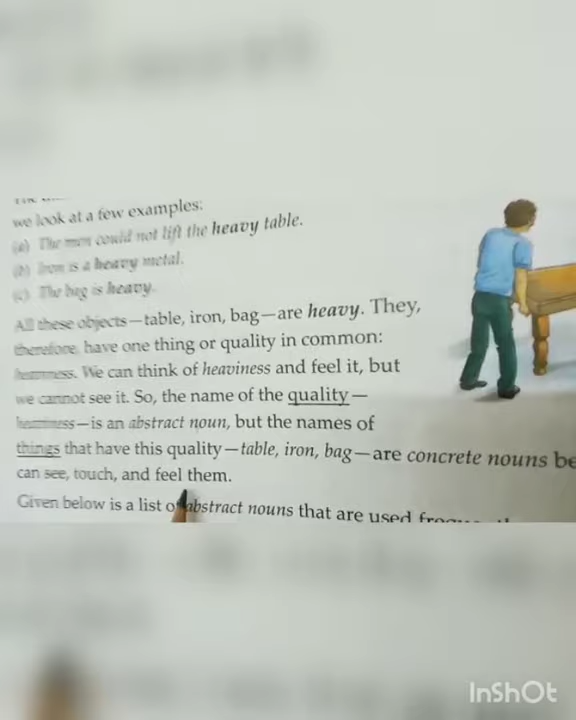 we look at a few examples:
(a) The men could not lift the heavy table.
(b) Iron is a heavy metal.
(c) The bag is heavy.
All these objects—table, iron, bag—are heavy. They,
therefore, have one thing or quality in common:
heaviness. We can think of heaviness and feel it, but
we cannot see it. So, the name of the quality—
heaviness—is an abstract noun, but the names of
things that have this quality—table, iron, bag—are concrete nouns be
can see, touch, and feel them.
Given below is a list of abstract nouns that are used
InShOt